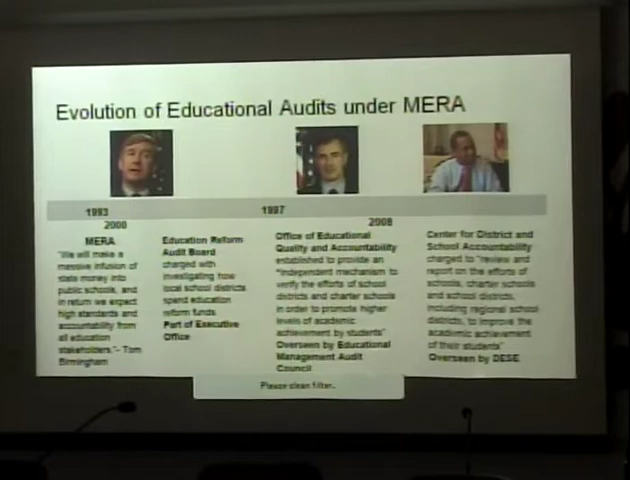 Evolution of Educational Audits under MERA
1993
1997
2000
2008
MERA
"We will make a
massive infusion of
state money into
public schools, and
in return we expect
high standards and
accountability from
all education
stakeholders."- Tom
Birmingham
Education Reform
Audit Board
charged with
investigating how
local school districts
spend education
reform funds
Part of Executive
Office
Office of Educational
Quality and Accountability
established to provide an
"independent mechanism to
verify the efforts of school
districts and charter schools
in order to promote higher
levels of academic
achievement by students"
Overseen by Educational
Management Audit
Council
Center for District and
School Accountability
charged to "review and
report on the efforts of
schools, charter schools
and school districts,
including regional school
districts, to improve the
academic achievement
of their students"
Overseen by DESE
Please clean filter.